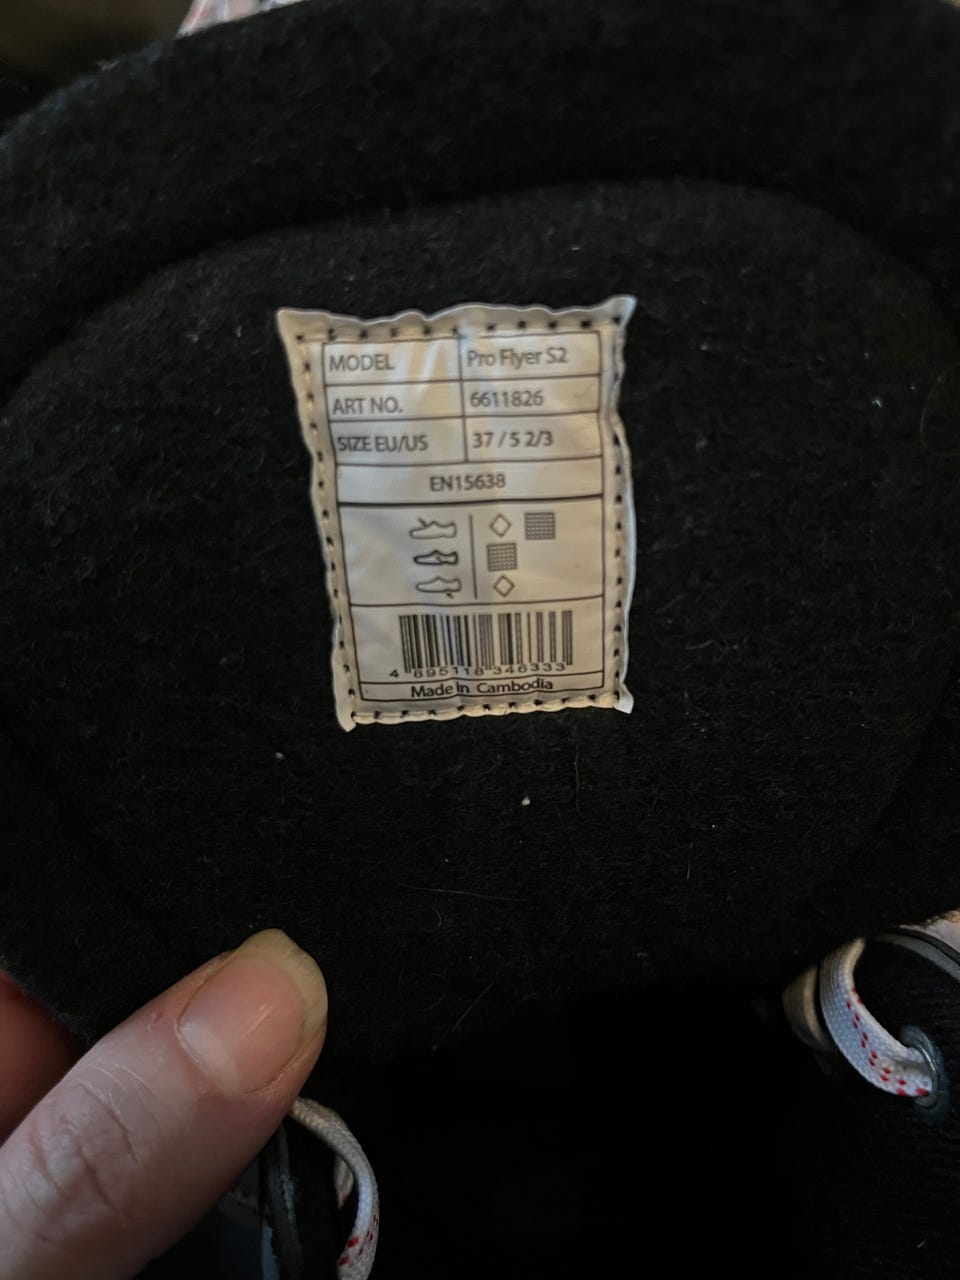 MODEL Pro Flyer S2
ART NO. 6611826
SIZE EU/US 37 / 5 2/3
EN15638
4 895118 346333
Made in Cambodia